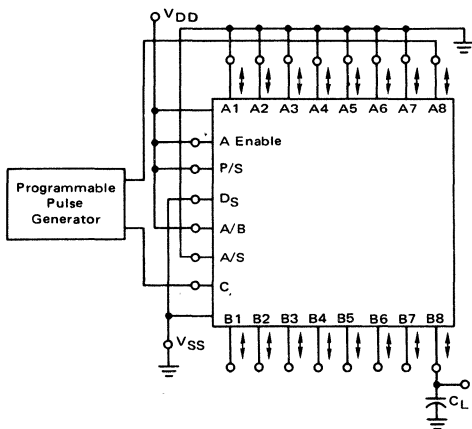 VDD
A1 A2 A3 A4 A5 A6 A7 A8
A Enable
P/S
DS
A/B
A/S
C
Programmable
Pulse
Generator
B1 B2 B3 B4 B5 B6 B7 B8
VSS
CL